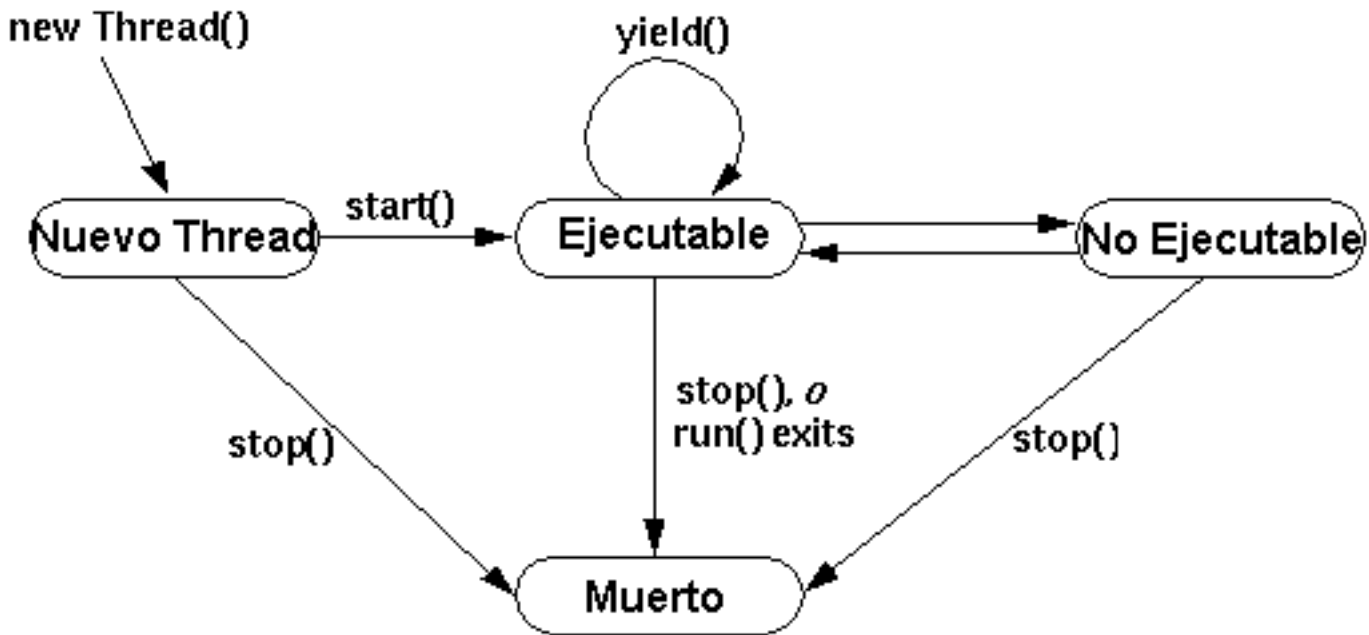 new Thread()
yield()
start()
Nuevo Thread
Ejecutable
No Ejecutable
stop(), o
run() exits
stop()
stop()
Muerto